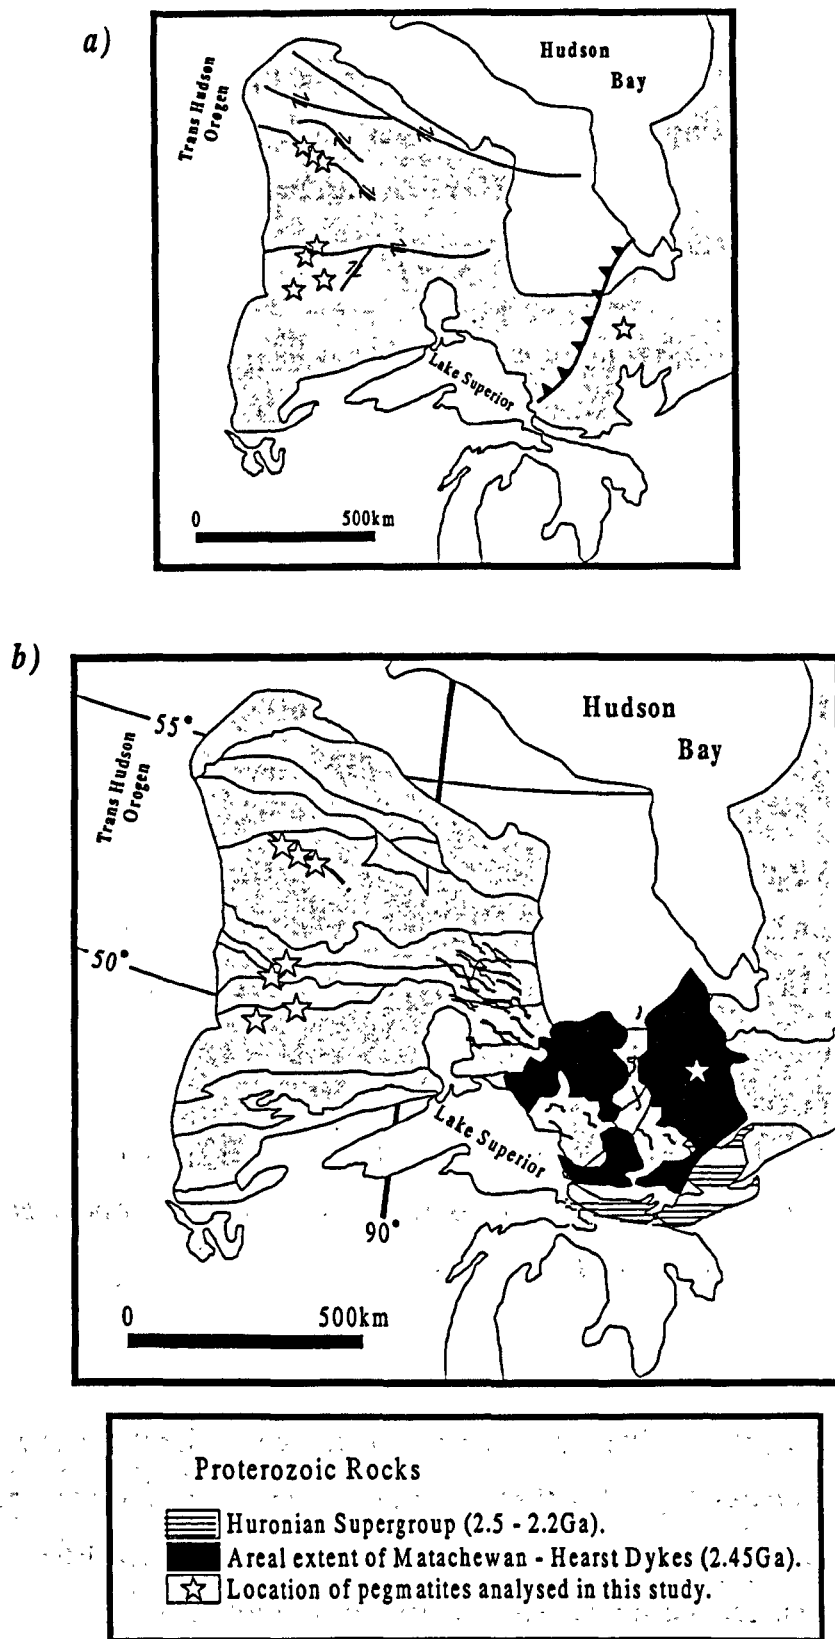 a)
Hudson
Bay
Trans Hudson
Orogen
Lake Superior
0 500km
b)
Hudson
Bay
55°
Trans Hudson
Orogen
50°
Lake Superior
90°
0 500km
Proterozoic Rocks
Huronian Supergroup (2.5 - 2.2Ga).
Areal extent of Matachewan - Hearst Dykes (2.45Ga).
Location of pegmatites analysed in this study.